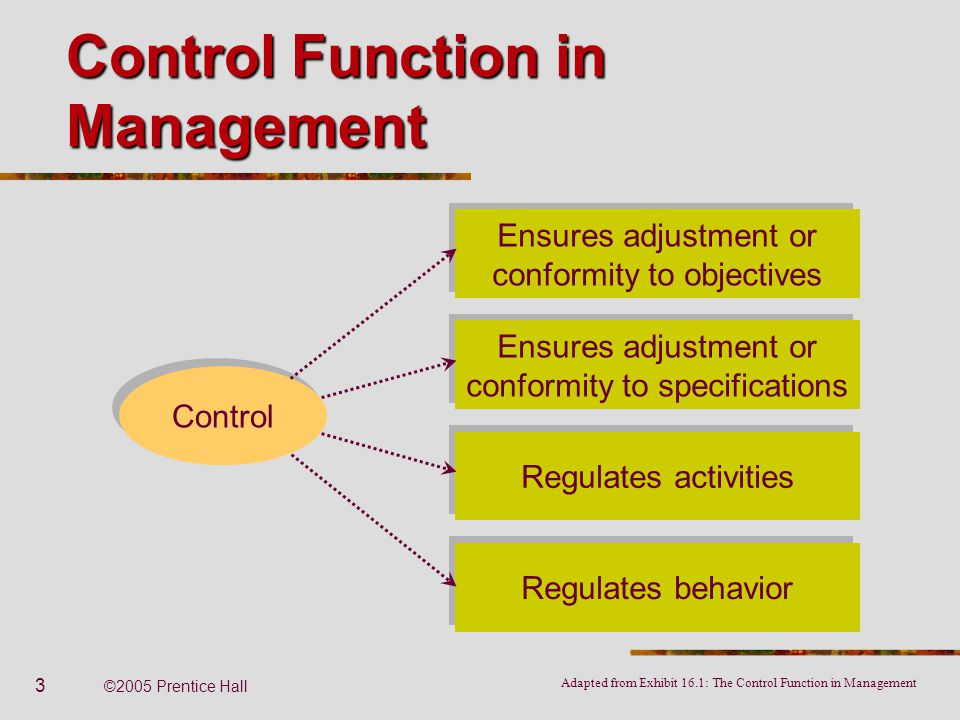 Control Function in
Management
Ensures adjustment or
conformity to objectives
Ensures adjustment or
conformity to specifications
Control
Regulates activities
Regulates behavior
3
©2005 Prentice Hall
Adapted from Exhibit 16.1: The Control Function in Management